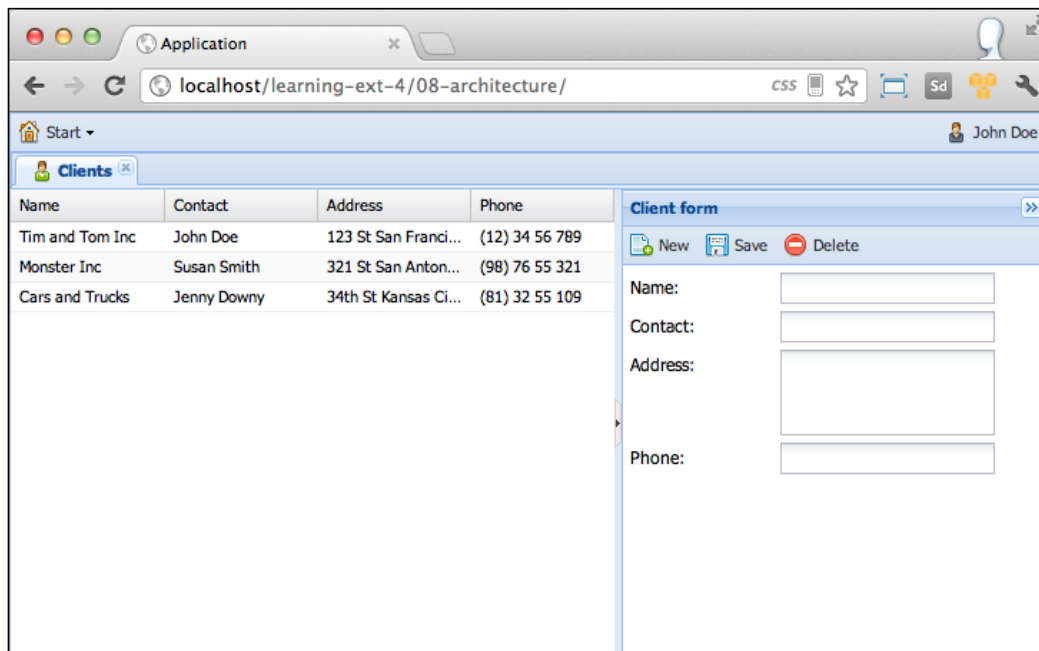 Application
localhost/learning-ext-4/08-architecture/
css
Sd
Start
John Doe
Clients
Name Contact Address Phone
Tim and Tom Inc John Doe 123 St San Franci... (12) 34 56 789
Monster Inc Susan Smith 321 St San Anton... (98) 76 55 321
Cars and Trucks Jenny Downy 34th St Kansas Ci... (81) 32 55 109
Client form
New Save Delete
Name:
Contact:
Address:
Phone: